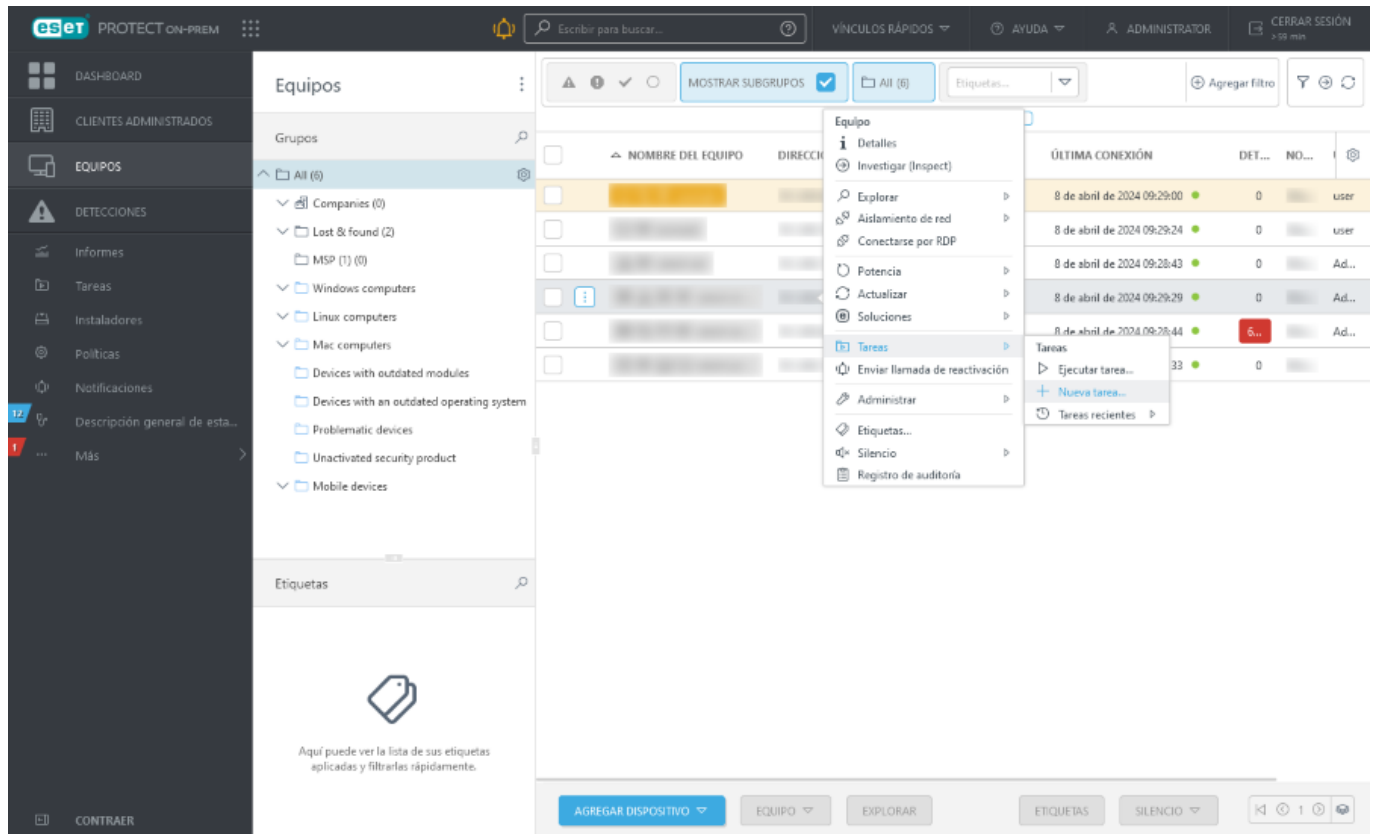 eset PROTECT ON-PREM
Escribir para buscar...
VÍNCULOS RÁPIDOS
AYUDA
ADMINISTRATOR
CERRAR SESIÓN
>59 min
DASHBOARD
CLIENTES ADMINISTRADOS
EQUIPOS
DETECCIONES
Informes
Tareas
Instaladores
Políticas
Notificaciones
12
Descripción general de esta...
1
Más
CONTRAER
Equipos
Grupos
All (6)
Companies (0)
Lost & found (2)
MSP (1) (0)
Windows computers
Linux computers
Mac computers
Devices with outdated modules
Devices with an outdated operating system
Problematic devices
Unactivated security product
Mobile devices
Etiquetas
Aquí puede ver la lista de sus etiquetas
aplicadas y filtrarlas rápidamente.
MOSTRAR SUBGRUPOS
All (6)
Etiquetas...
Agregar filtro
NOMBRE DEL EQUIPO
DIRECCI
ÚLTIMA CONEXIÓN
DET...
NO...
8 de abril de 2024 09:29:00
0
user
8 de abril de 2024 09:29:24
0
user
8 de abril de 2024 09:28:43
0
Ad...
8 de abril de 2024 09:29:29
0
Ad...
8 de abril de 2024 09:28:44
6...
Ad...
33
0
Equipo
Detalles
Investigar (Inspect)
Explorar
Aislamiento de red
Conectarse por RDP
Potencia
Actualizar
Soluciones
Tareas
Enviar llamada de reactivación
Administrar
Etiquetas...
Silencio
Registro de auditoría
Tareas
Ejecutar tarea...
Nueva tarea...
Tareas recientes
AGREGAR DISPOSITIVO
EQUIPO
EXPLORAR
ETIQUETAS
SILENCIO
1